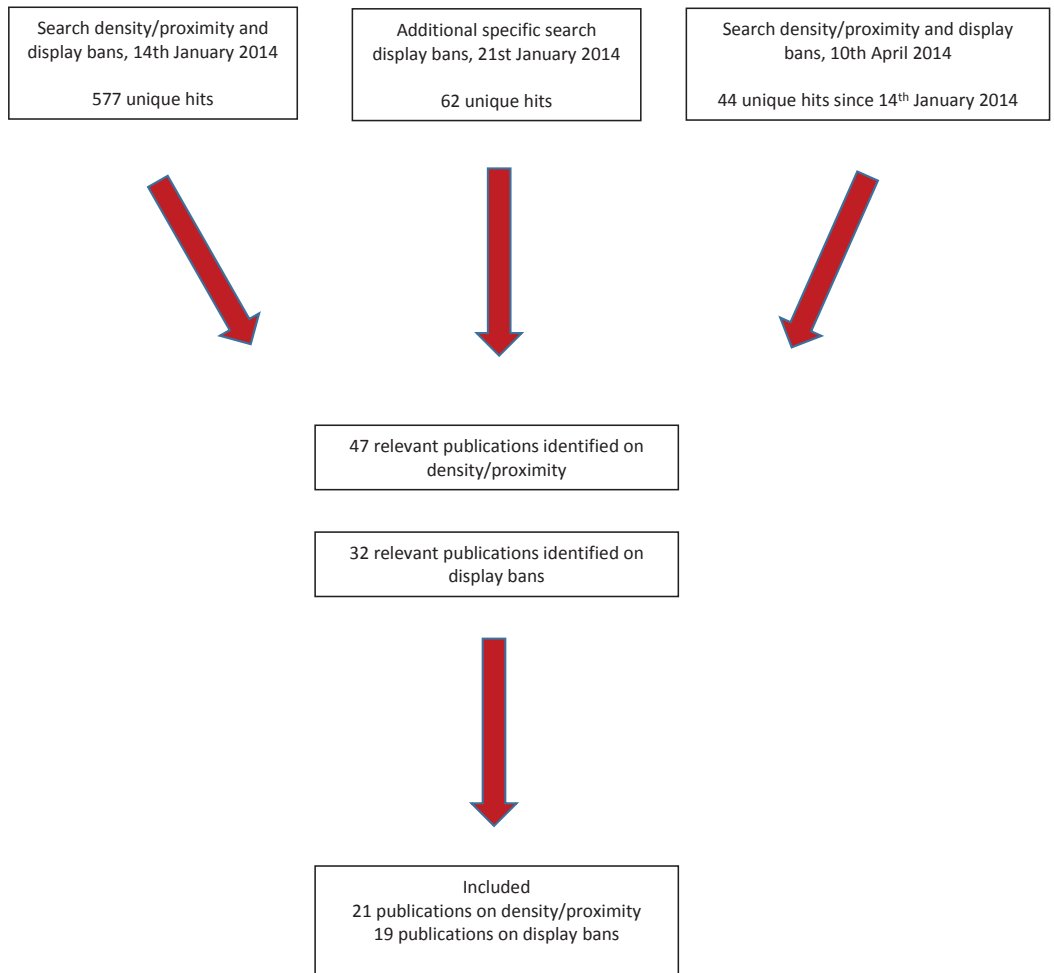 Search density/proximity and
display bans, 14th January 2014
577 unique hits
Additional specific search
display bans, 21st January 2014
62 unique hits
Search density/proximity and display
bans, 10th April 2014
44 unique hits since 14th January 2014
47 relevant publications identified on
density/proximity
32 relevant publications identified on
display bans
Included
21 publications on density/proximity
19 publications on display bans